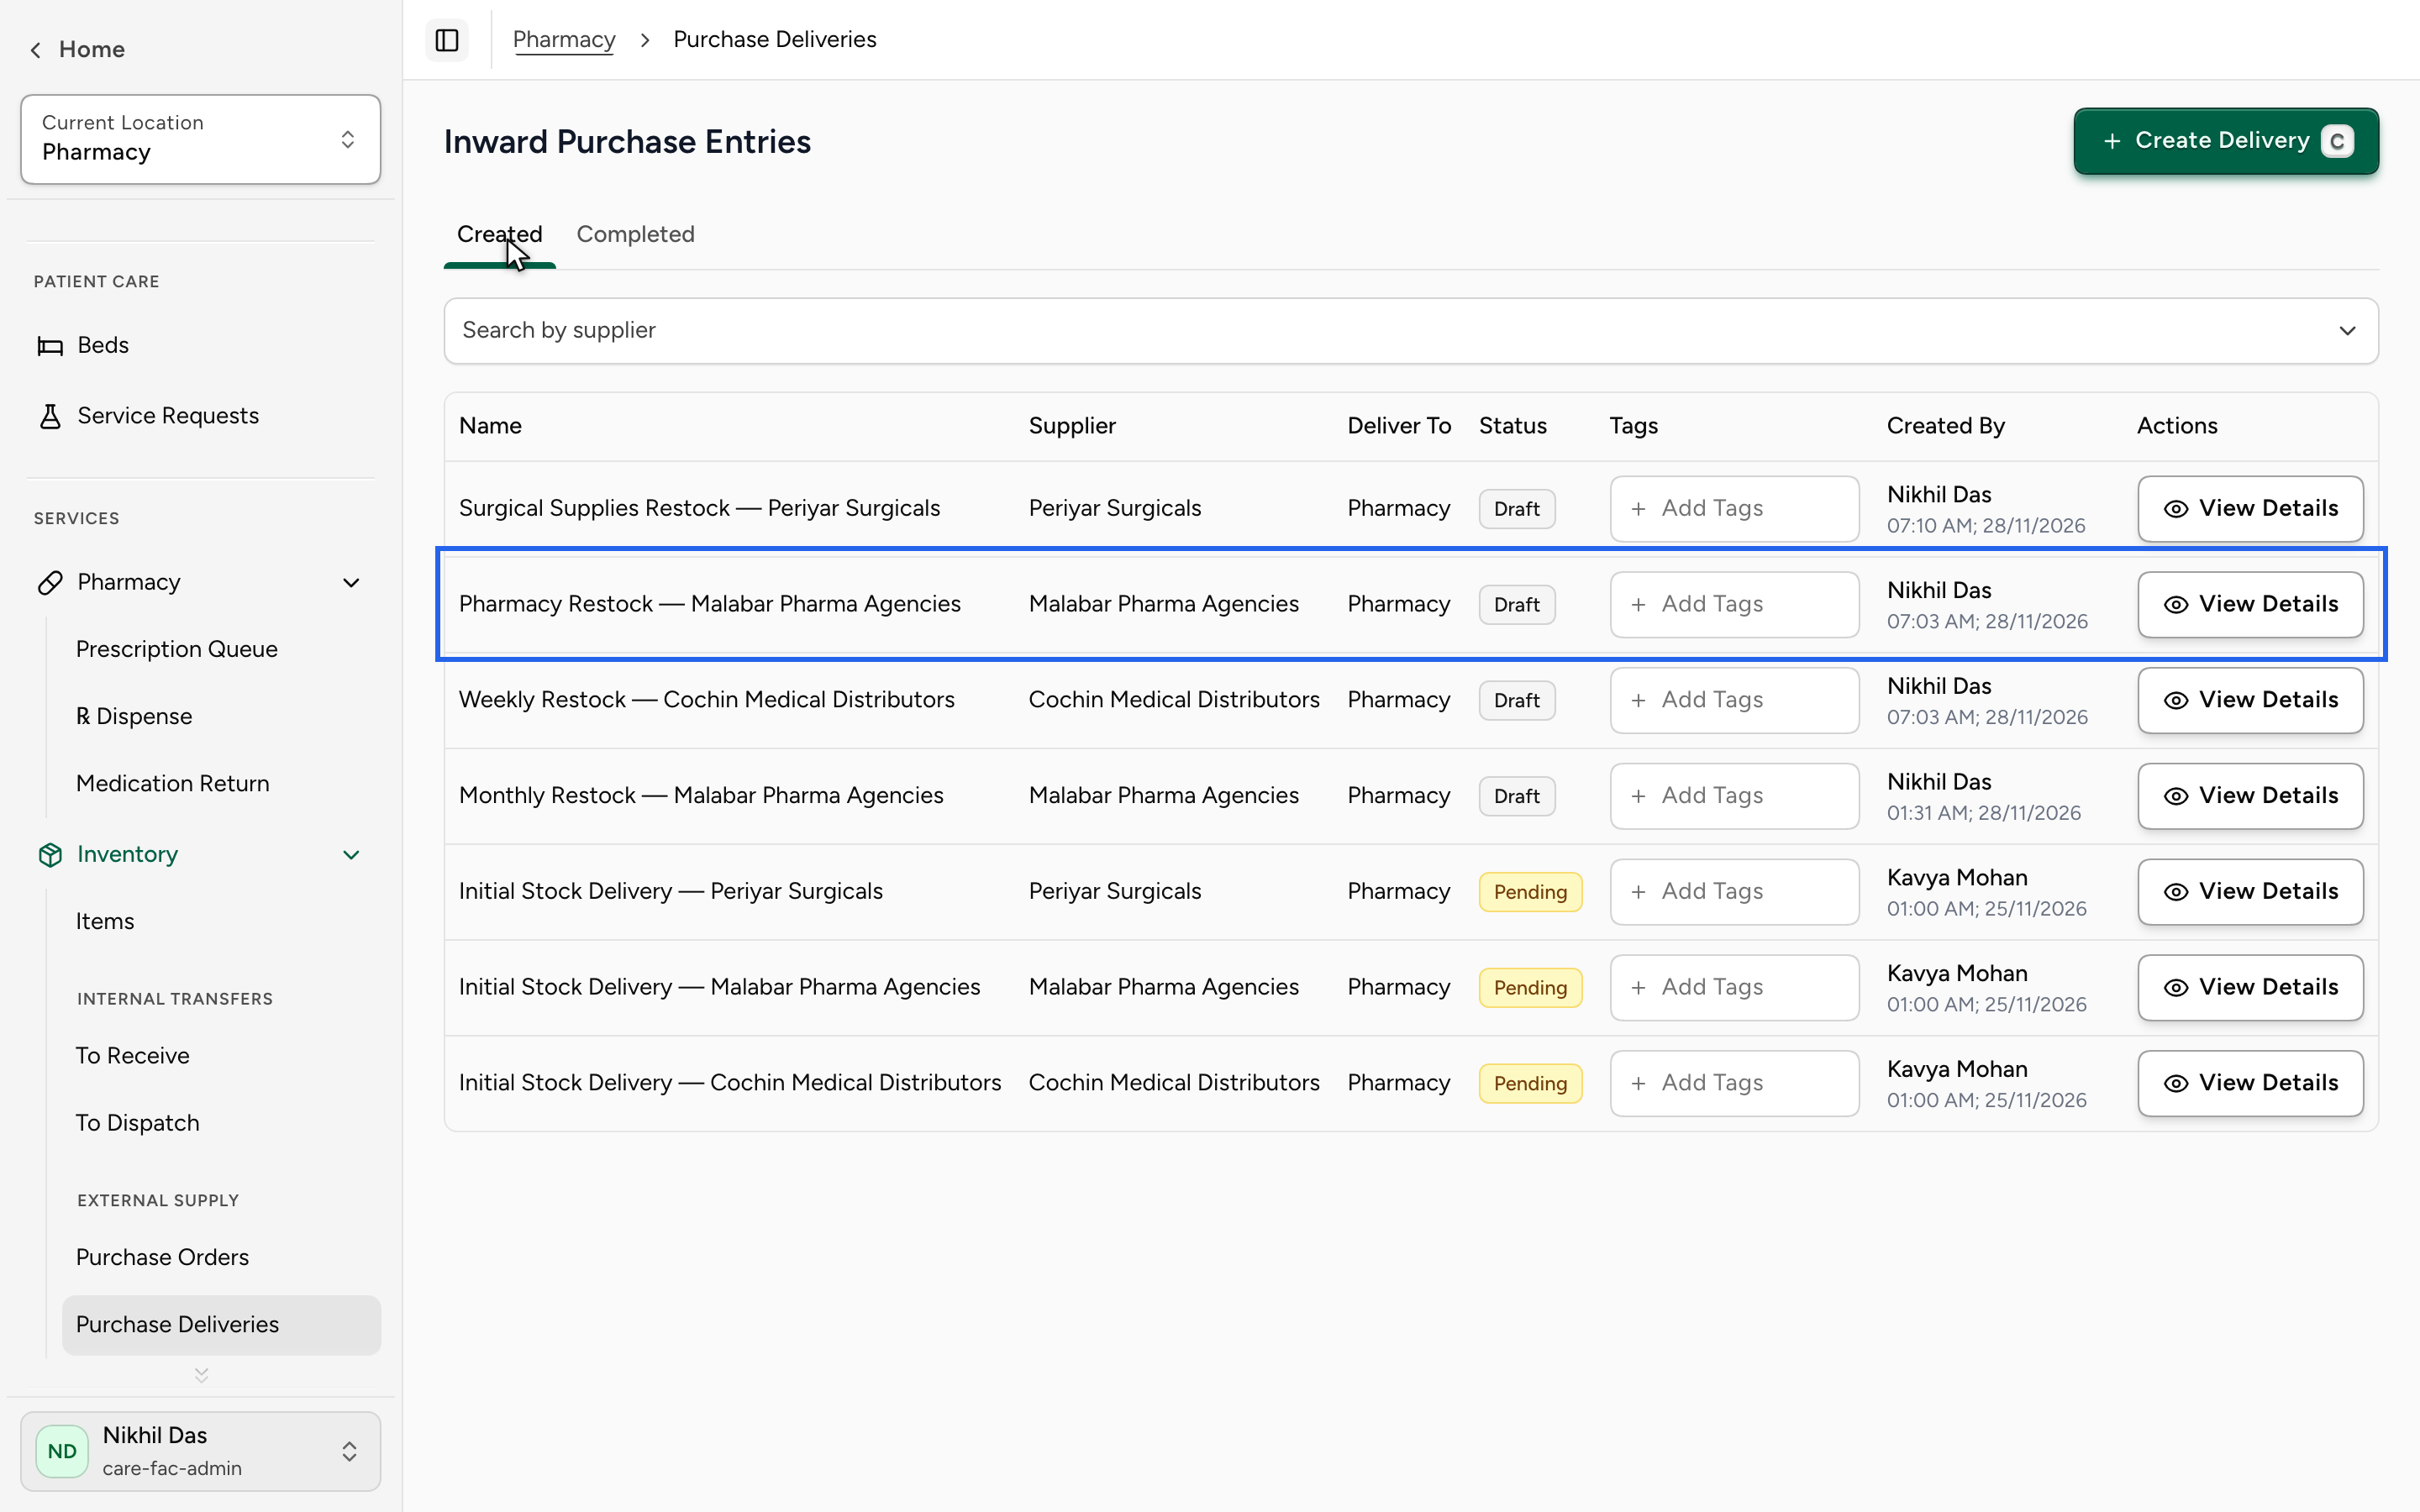 Home
Current Location
Pharmacy
PATIENT CARE
Beds
Service Requests
SERVICES
Pharmacy
Prescription Queue
℞ Dispense
Medication Return
Inventory
Items
INTERNAL TRANSFERS
To Receive
To Dispatch
EXTERNAL SUPPLY
Purchase Orders
Purchase Deliveries
ND
Nikhil Das
care-fac-admin
Pharmacy > Purchase Deliveries
Inward Purchase Entries
+ Create Delivery C
Created Completed
Search by supplier
Name Supplier Deliver To Status Tags Created By Actions
Surgical Supplies Restock — Periyar Surgicals Periyar Surgicals Pharmacy Draft + Add Tags Nikhil Das View Details
07:10 AM; 28/11/2026
Pharmacy Restock — Malabar Pharma Agencies Malabar Pharma Agencies Pharmacy Draft + Add Tags Nikhil Das View Details
07:03 AM; 28/11/2026
Weekly Restock — Cochin Medical Distributors Cochin Medical Distributors Pharmacy Draft + Add Tags Nikhil Das View Details
07:03 AM; 28/11/2026
Monthly Restock — Malabar Pharma Agencies Malabar Pharma Agencies Pharmacy Draft + Add Tags Nikhil Das View Details
01:31 AM; 28/11/2026
Initial Stock Delivery — Periyar Surgicals Periyar Surgicals Pharmacy Pending + Add Tags Kavya Mohan View Details
01:00 AM; 25/11/2026
Initial Stock Delivery — Malabar Pharma Agencies Malabar Pharma Agencies Pharmacy Pending + Add Tags Kavya Mohan View Details
01:00 AM; 25/11/2026
Initial Stock Delivery — Cochin Medical Distributors Cochin Medical Distributors Pharmacy Pending + Add Tags Kavya Mohan View Details
01:00 AM; 25/11/2026